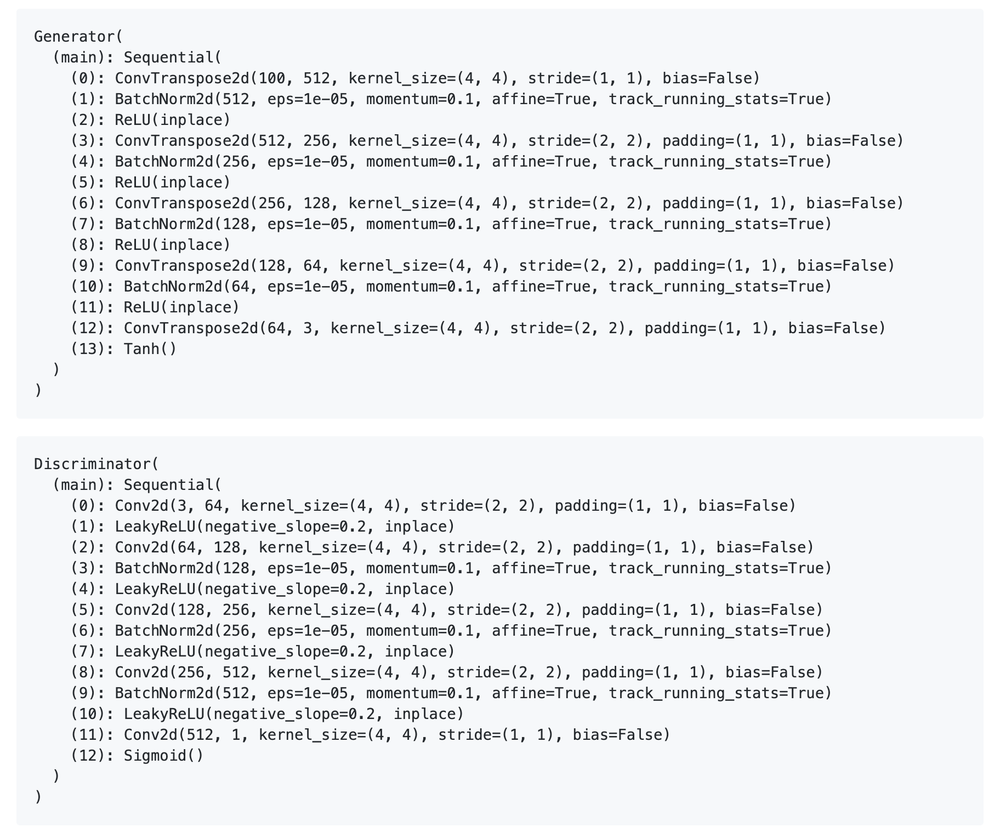 Generator(
  (main): Sequential(
    (0): ConvTranspose2d(100, 512, kernel_size=(4, 4), stride=(1, 1), bias=False)
    (1): BatchNorm2d(512, eps=1e-05, momentum=0.1, affine=True, track_running_stats=True)
    (2): ReLU(inplace)
    (3): ConvTranspose2d(512, 256, kernel_size=(4, 4), stride=(2, 2), padding=(1, 1), bias=False)
    (4): BatchNorm2d(256, eps=1e-05, momentum=0.1, affine=True, track_running_stats=True)
    (5): ReLU(inplace)
    (6): ConvTranspose2d(256, 128, kernel_size=(4, 4), stride=(2, 2), padding=(1, 1), bias=False)
    (7): BatchNorm2d(128, eps=1e-05, momentum=0.1, affine=True, track_running_stats=True)
    (8): ReLU(inplace)
    (9): ConvTranspose2d(128, 64, kernel_size=(4, 4), stride=(2, 2), padding=(1, 1), bias=False)
    (10): BatchNorm2d(64, eps=1e-05, momentum=0.1, affine=True, track_running_stats=True)
    (11): ReLU(inplace)
    (12): ConvTranspose2d(64, 3, kernel_size=(4, 4), stride=(2, 2), padding=(1, 1), bias=False)
    (13): Tanh()
  )
)
Discriminator(
  (main): Sequential(
    (0): Conv2d(3, 64, kernel_size=(4, 4), stride=(2, 2), padding=(1, 1), bias=False)
    (1): LeakyReLU(negative_slope=0.2, inplace)
    (2): Conv2d(64, 128, kernel_size=(4, 4), stride=(2, 2), padding=(1, 1), bias=False)
    (3): BatchNorm2d(128, eps=1e-05, momentum=0.1, affine=True, track_running_stats=True)
    (4): LeakyReLU(negative_slope=0.2, inplace)
    (5): Conv2d(128, 256, kernel_size=(4, 4), stride=(2, 2), padding=(1, 1), bias=False)
    (6): BatchNorm2d(256, eps=1e-05, momentum=0.1, affine=True, track_running_stats=True)
    (7): LeakyReLU(negative_slope=0.2, inplace)
    (8): Conv2d(256, 512, kernel_size=(4, 4), stride=(2, 2), padding=(1, 1), bias=False)
    (9): BatchNorm2d(512, eps=1e-05, momentum=0.1, affine=True, track_running_stats=True)
    (10): LeakyReLU(negative_slope=0.2, inplace)
    (11): Conv2d(512, 1, kernel_size=(4, 4), stride=(1, 1), bias=False)
    (12): Sigmoid()
  )
)